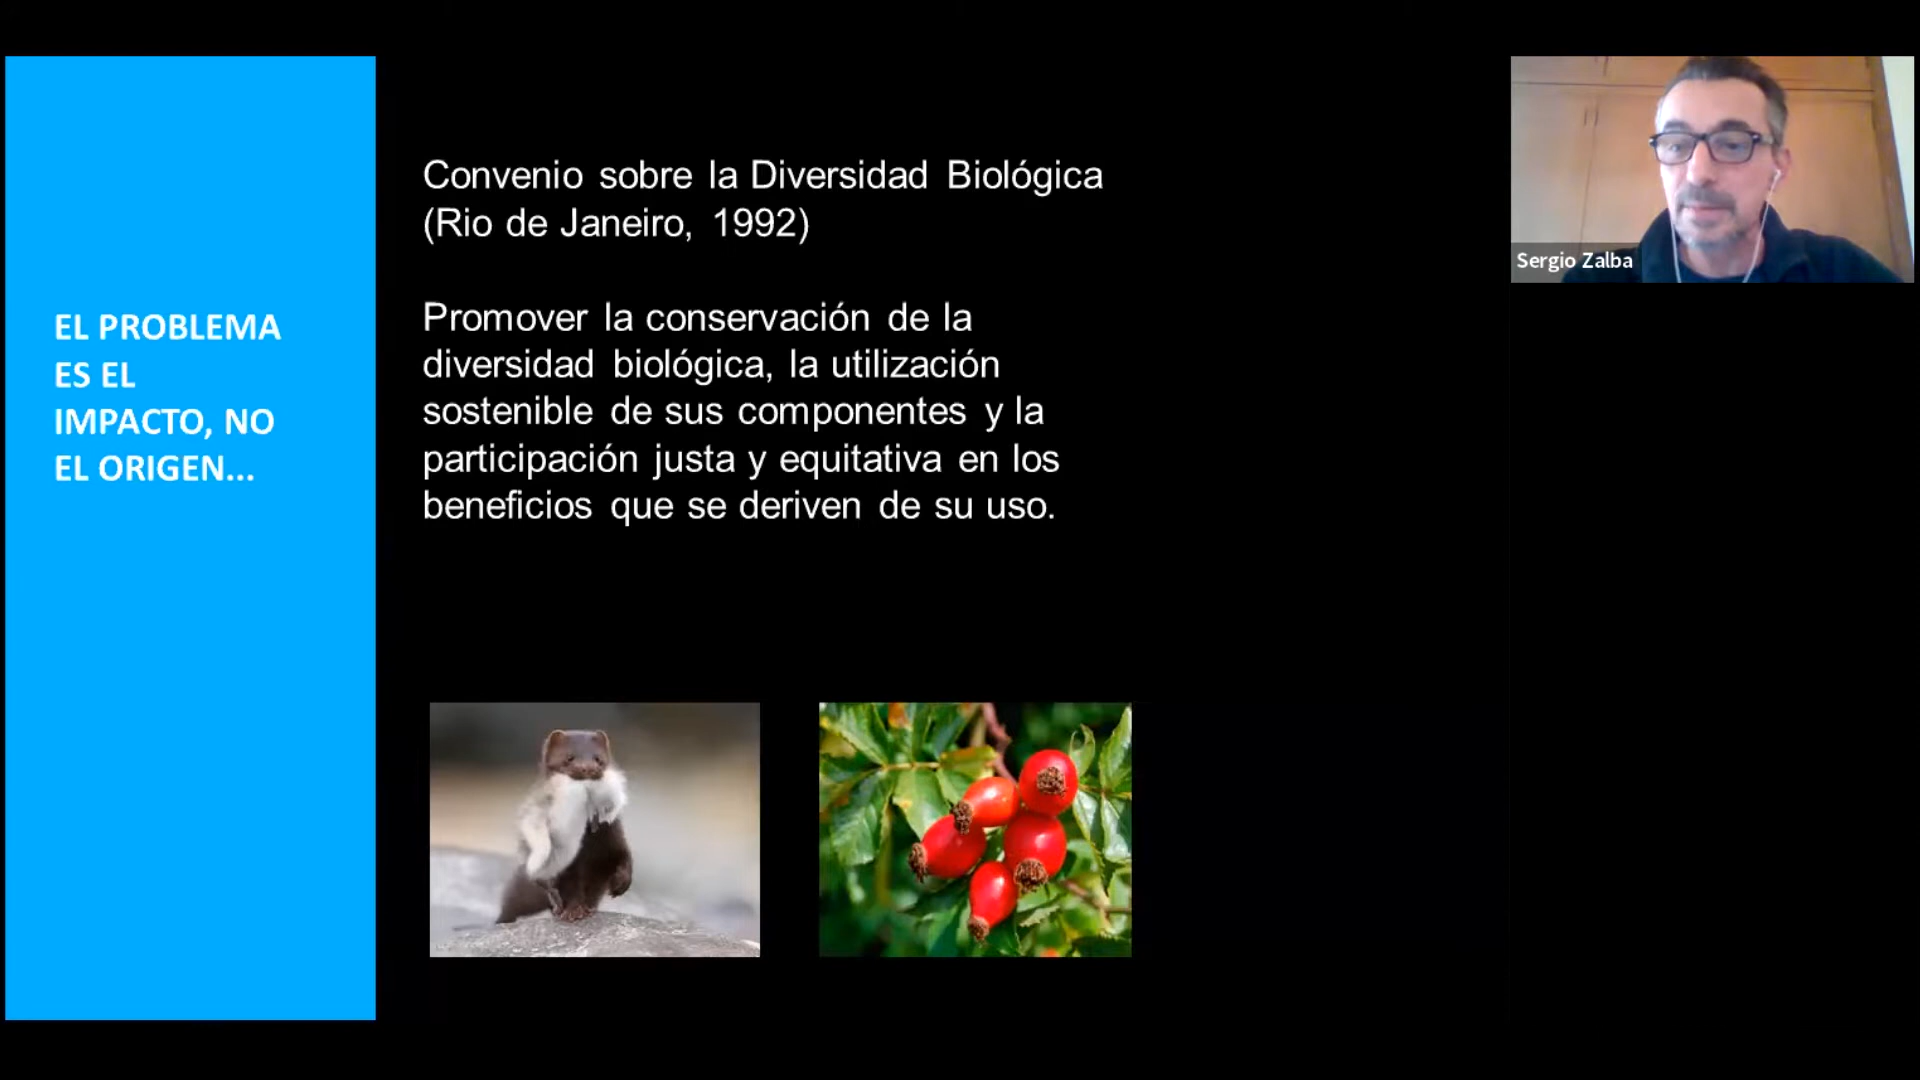 EL PROBLEMA
ES EL
IMPACTO, NO
EL ORIGEN...
Convenio sobre la Diversidad Biológica
(Rio de Janeiro, 1992)
Promover la conservación de la
diversidad biológica, la utilización
sostenible de sus componentes y la
participación justa y equitativa en los
beneficios que se deriven de su uso.
Sergio Zalba